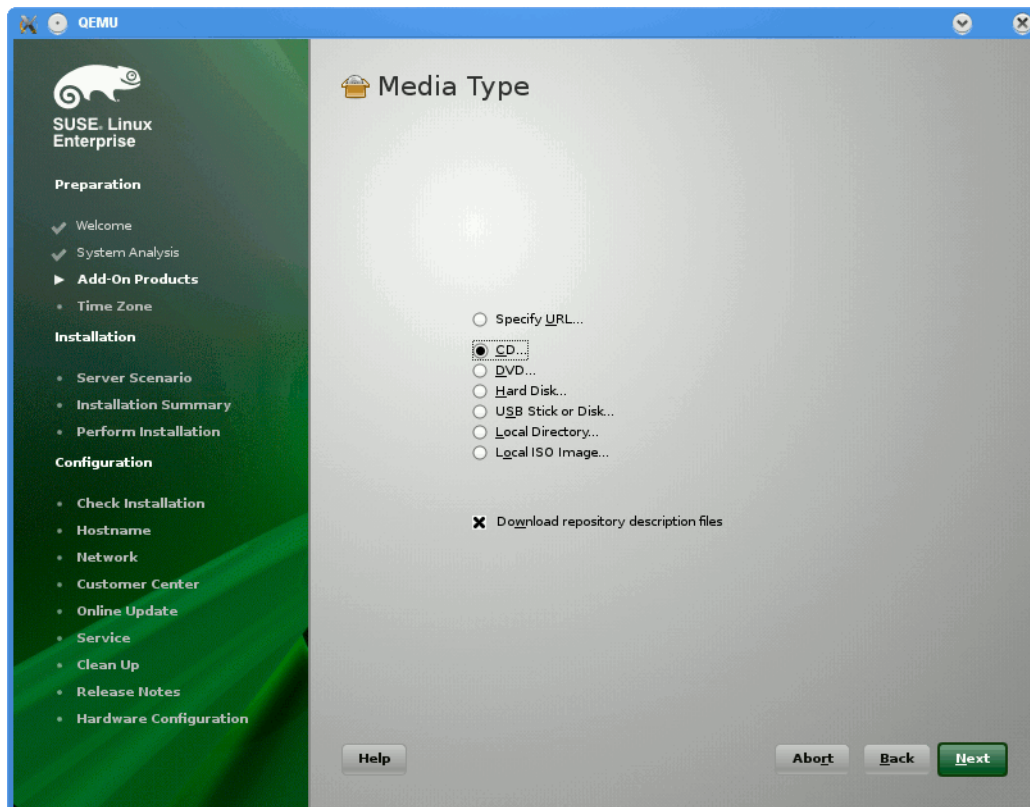 QEMU
SUSE. Linux
Enterprise
Preparation
Welcome
System Analysis
Add-On Products
Time Zone
Installation
Server Scenario
Installation Summary
Perform Installation
Configuration
Check Installation
Hostname
Network
Customer Center
Online Update
Service
Clean Up
Release Notes
Hardware Configuration
Media Type
Specify URL...
CD...
DVD...
Hard Disk...
USB Stick or Disk...
Local Directory...
Local ISO Image...
Download repository description files
Help
Abort
Back
Next